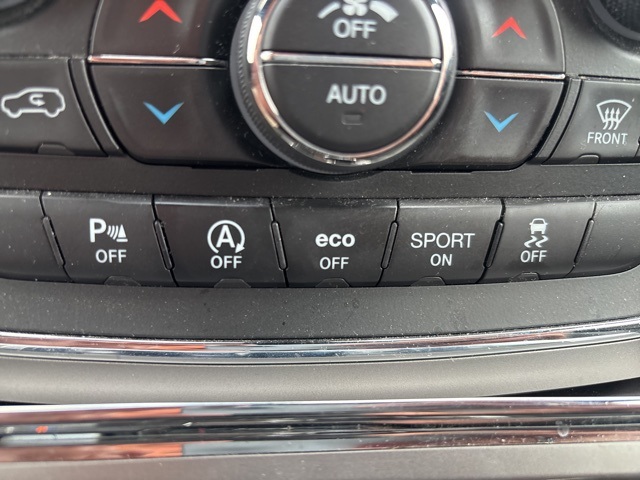 OFF
AUTO
FRONT
P OFF
A OFF
eco OFF
SPORT ON
OFF